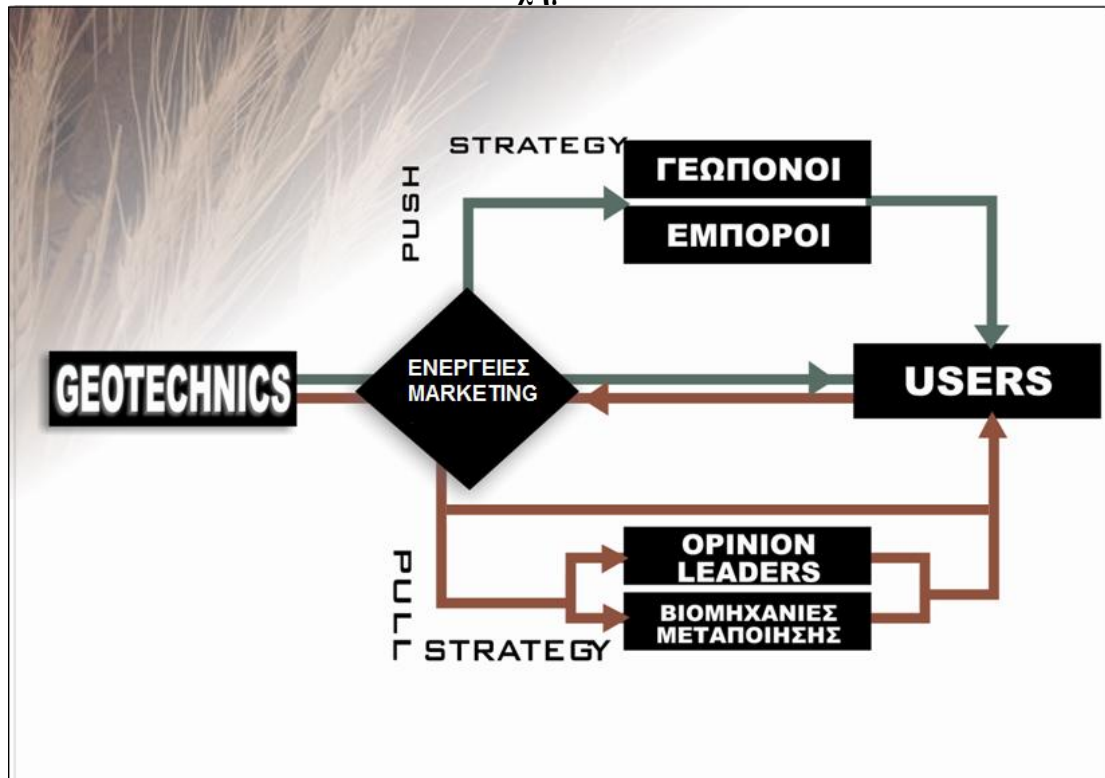 STRATEGY
PUSH
ΓΕΩΠΟΝΟΙ
ΕΜΠΟΡΟΙ
GEOTECHNICS
ΕΝΕΡΓΕΙΕΣ
MARKETING
USERS
OPINION
LEADERS
ΒΙΟΜΗΧΑΝΙΕΣ
ΜΕΤΑΠΟΙΗΣΗΣ
PULL
STRATEGY